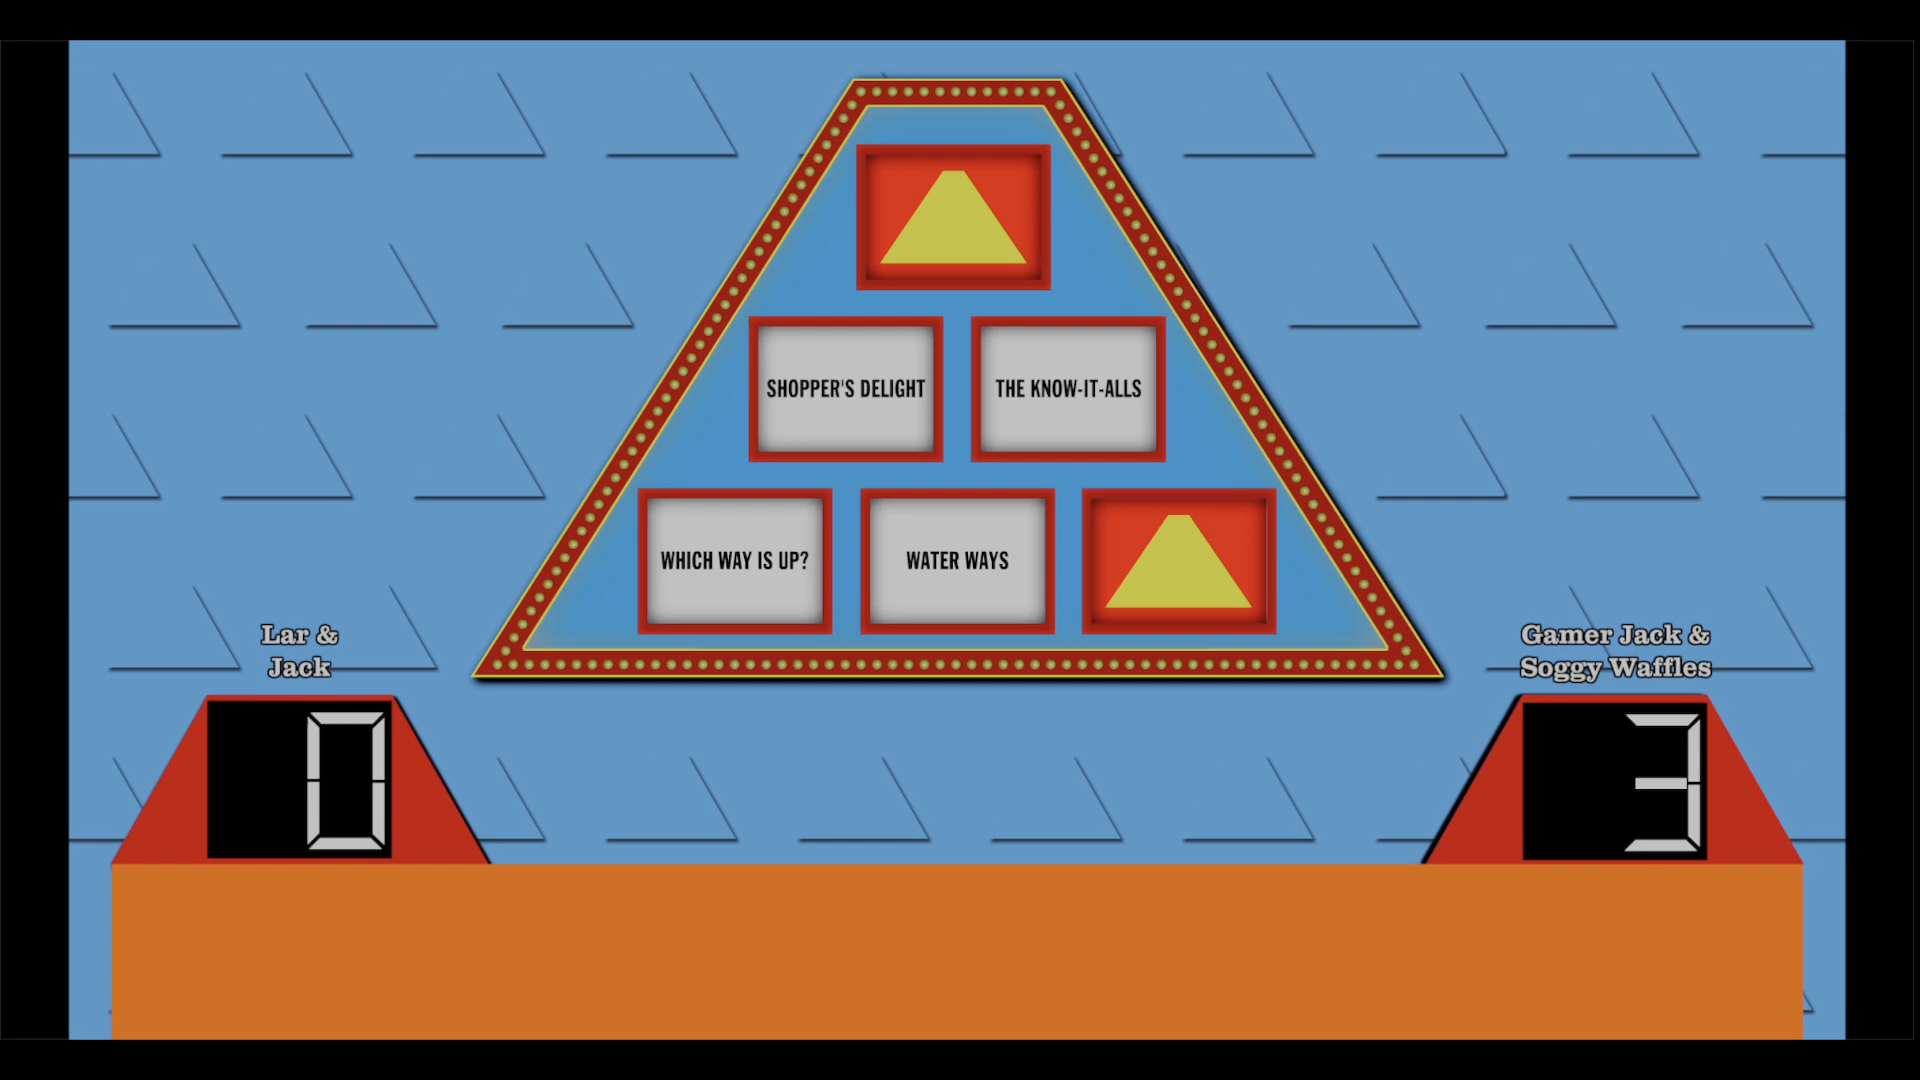 SHOPPER'S DELIGHT
THE KNOW-IT-ALLS
WHICH WAY IS UP?
WATER WAYS
Lar &
Jack
0
Gamer Jack &
Soggy Waffles
3